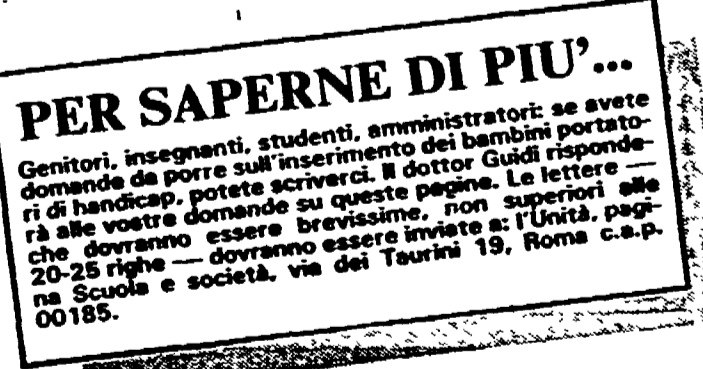 PER SAPERNE DI PIU'...
Genitori, insegnanti, studenti, amministratori: se avete
domande da porre sull'inserimento dei bambini portato-
ri di handicap, potete scriverci. Il dottor Guidi risponde-
rà alle vostre domande su queste pagine. Le lettere —
che dovranno essere brevissime, non superiori alle
20-25 righe — dovranno essere inviate a: l'Unità, pagi-
na Scuola e società, via dei Taurini 19, Roma c.a.p.
00185.